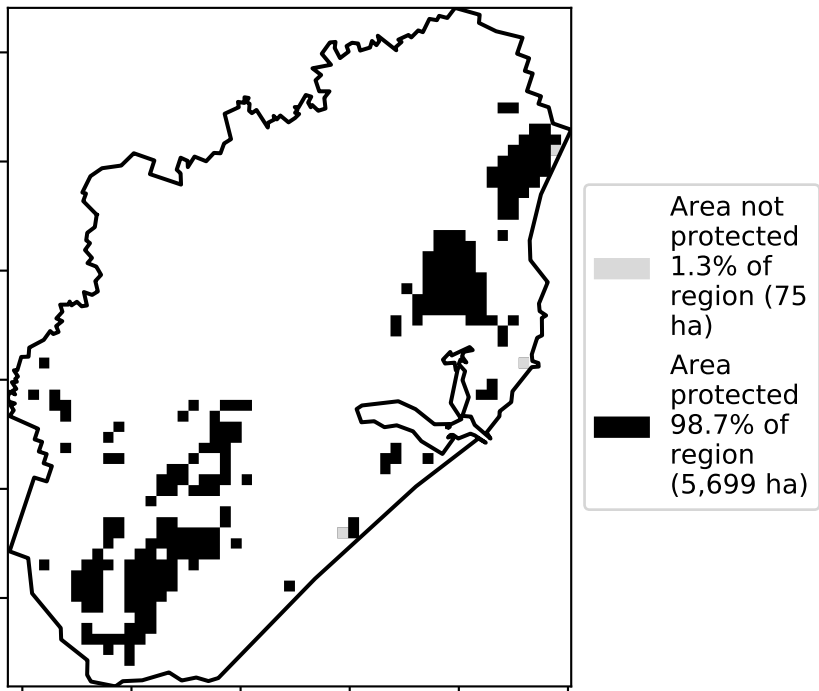 Area not
protected
1.3% of
region (75
ha)
Area
protected
98.7% of
region
(5,699 ha)